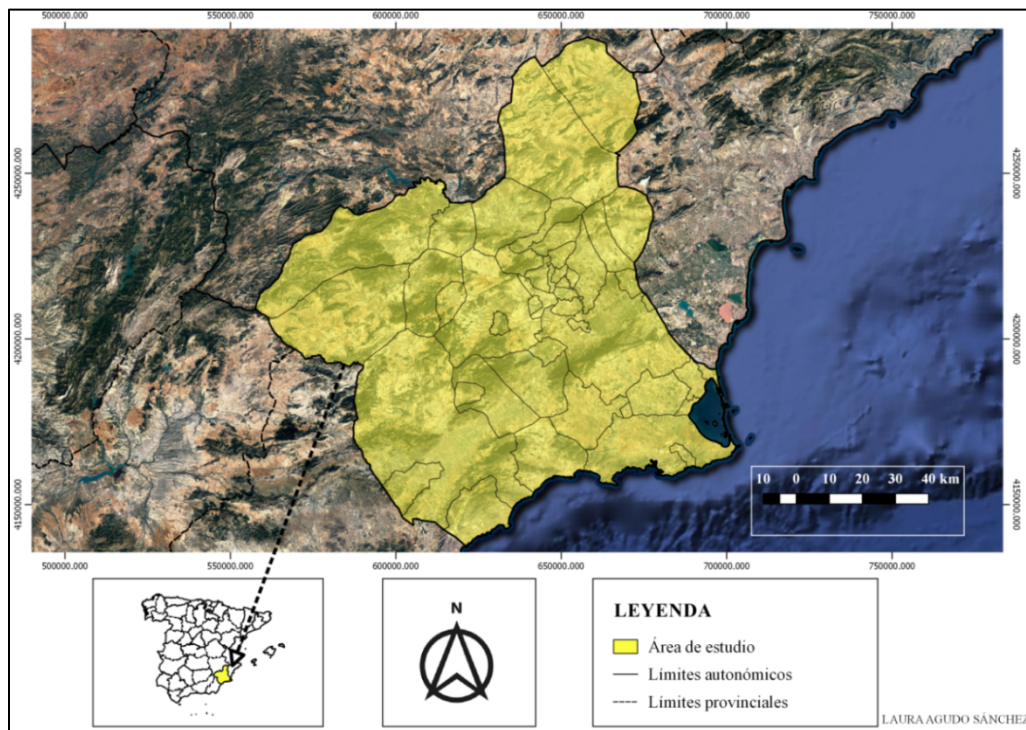 500000.000 550000.000 600000.000 650000.000 700000.000 750000.000
4250000.000 4250000.000
4200000.000 4200000.000
10 0 10 20 30 40 km
4150000.000 4150000.000
500000.000 550000.000 600000.000 650000.000 700000.000 750000.000
N
LEYENDA
Área de estudio
Límites autonómicos
Límites provinciales
LAURA AGUDO SÁNCHEZ